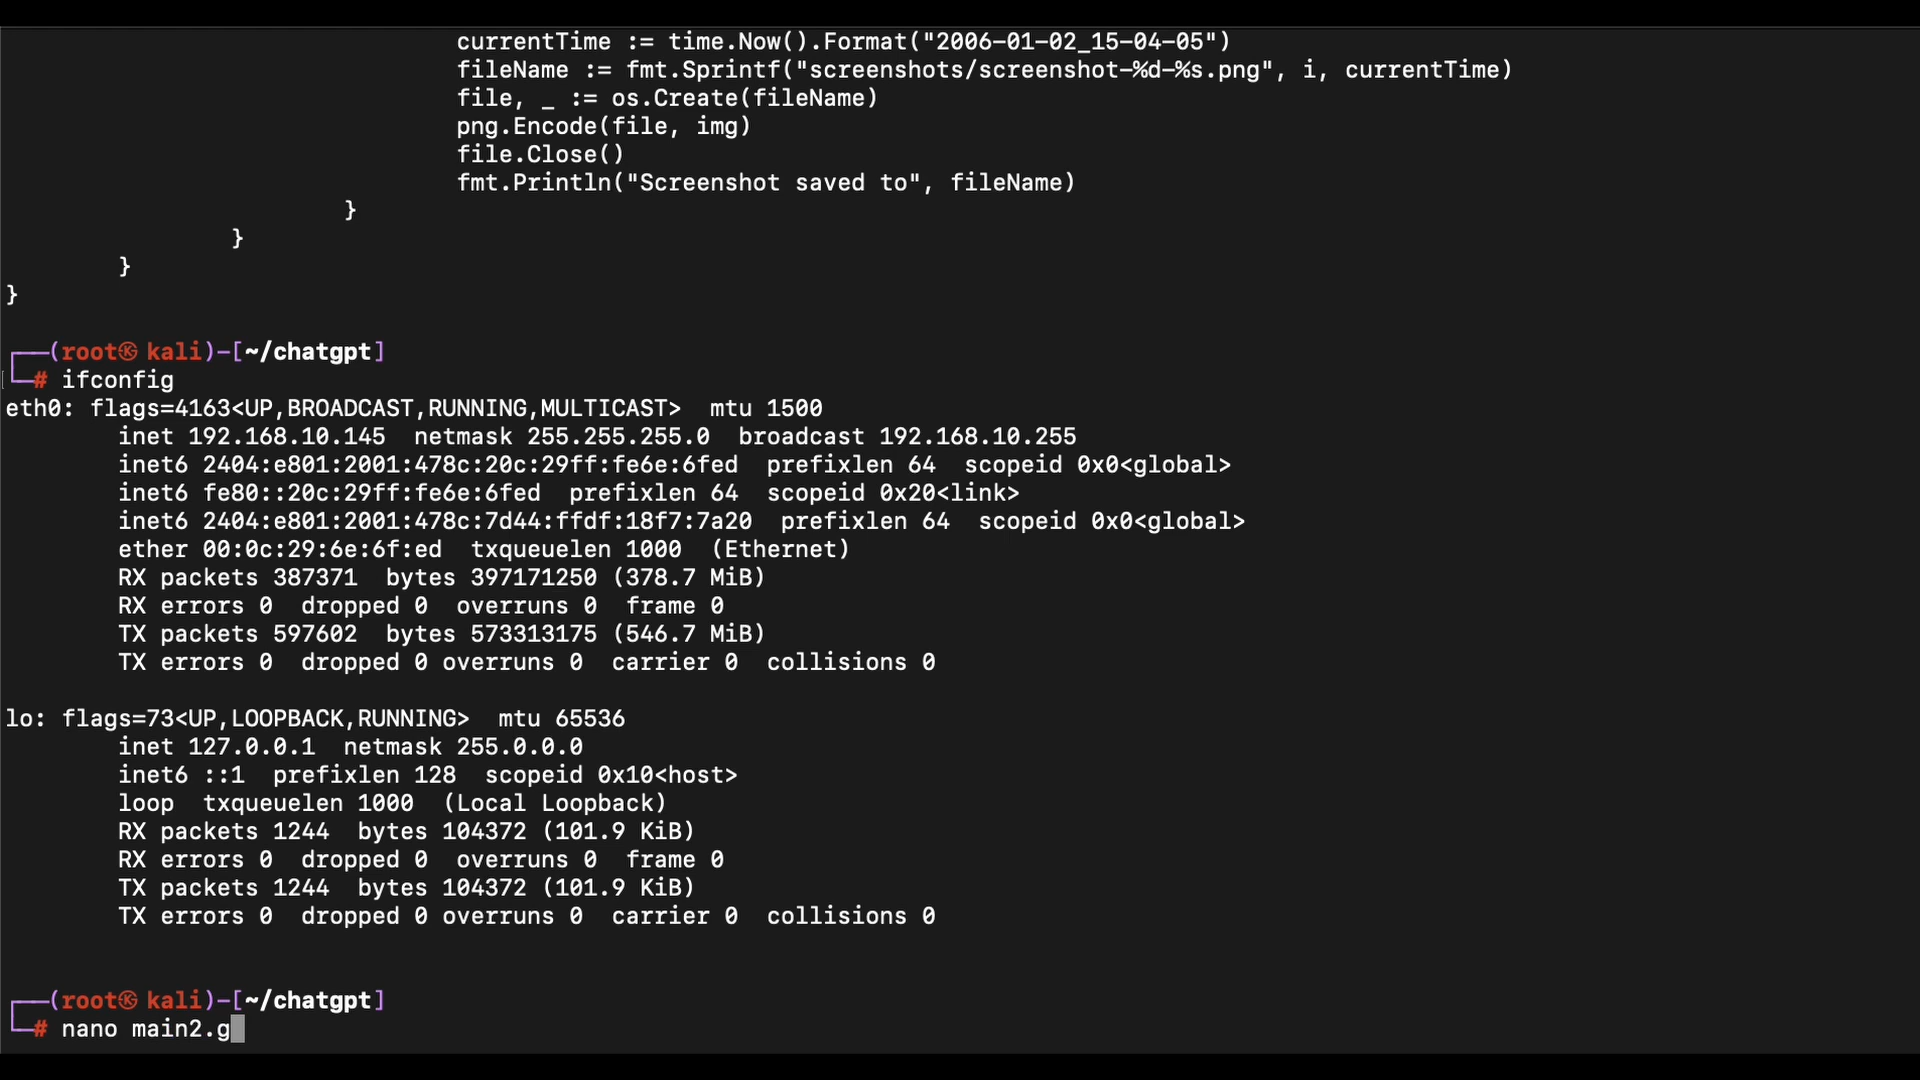 currentTime := time.Now().Format("2006-01-02_15-04-05")
fileName := fmt.Sprintf("screenshots/screenshot-%d-%s.png", i, currentTime)
file, _ := os.Create(fileName)
png.Encode(file, img)
file.Close()
fmt.Println("Screenshot saved to", fileName)
}
}
}
}
┌──(root㉿kali)-[~/chatgpt]
└─# ifconfig
eth0: flags=4163<UP,BROADCAST,RUNNING,MULTICAST>  mtu 1500
inet 192.168.10.145  netmask 255.255.255.0  broadcast 192.168.10.255
inet6 2404:e801:2001:478c:20c:29ff:fe6e:6fed  prefixlen 64  scopeid 0x0<global>
inet6 fe80::20c:29ff:fe6e:6fed  prefixlen 64  scopeid 0x20<link>
inet6 2404:e801:2001:478c:7d44:ffdf:18f7:7a20  prefixlen 64  scopeid 0x0<global>
ether 00:0c:29:6e:6f:ed  txqueuelen 1000  (Ethernet)
RX packets 387371  bytes 397171250 (378.7 MiB)
RX errors 0  dropped 0  overruns 0  frame 0
TX packets 597602  bytes 573313175 (546.7 MiB)
TX errors 0  dropped 0 overruns 0  carrier 0  collisions 0
lo: flags=73<UP,LOOPBACK,RUNNING>  mtu 65536
inet 127.0.0.1  netmask 255.0.0.0
inet6 ::1  prefixlen 128  scopeid 0x10<host>
loop  txqueuelen 1000  (Local Loopback)
RX packets 1244  bytes 104372 (101.9 KiB)
RX errors 0  dropped 0  overruns 0  frame 0
TX packets 1244  bytes 104372 (101.9 KiB)
TX errors 0  dropped 0 overruns 0  carrier 0  collisions 0
┌──(root㉿kali)-[~/chatgpt]
└─# nano main2.g